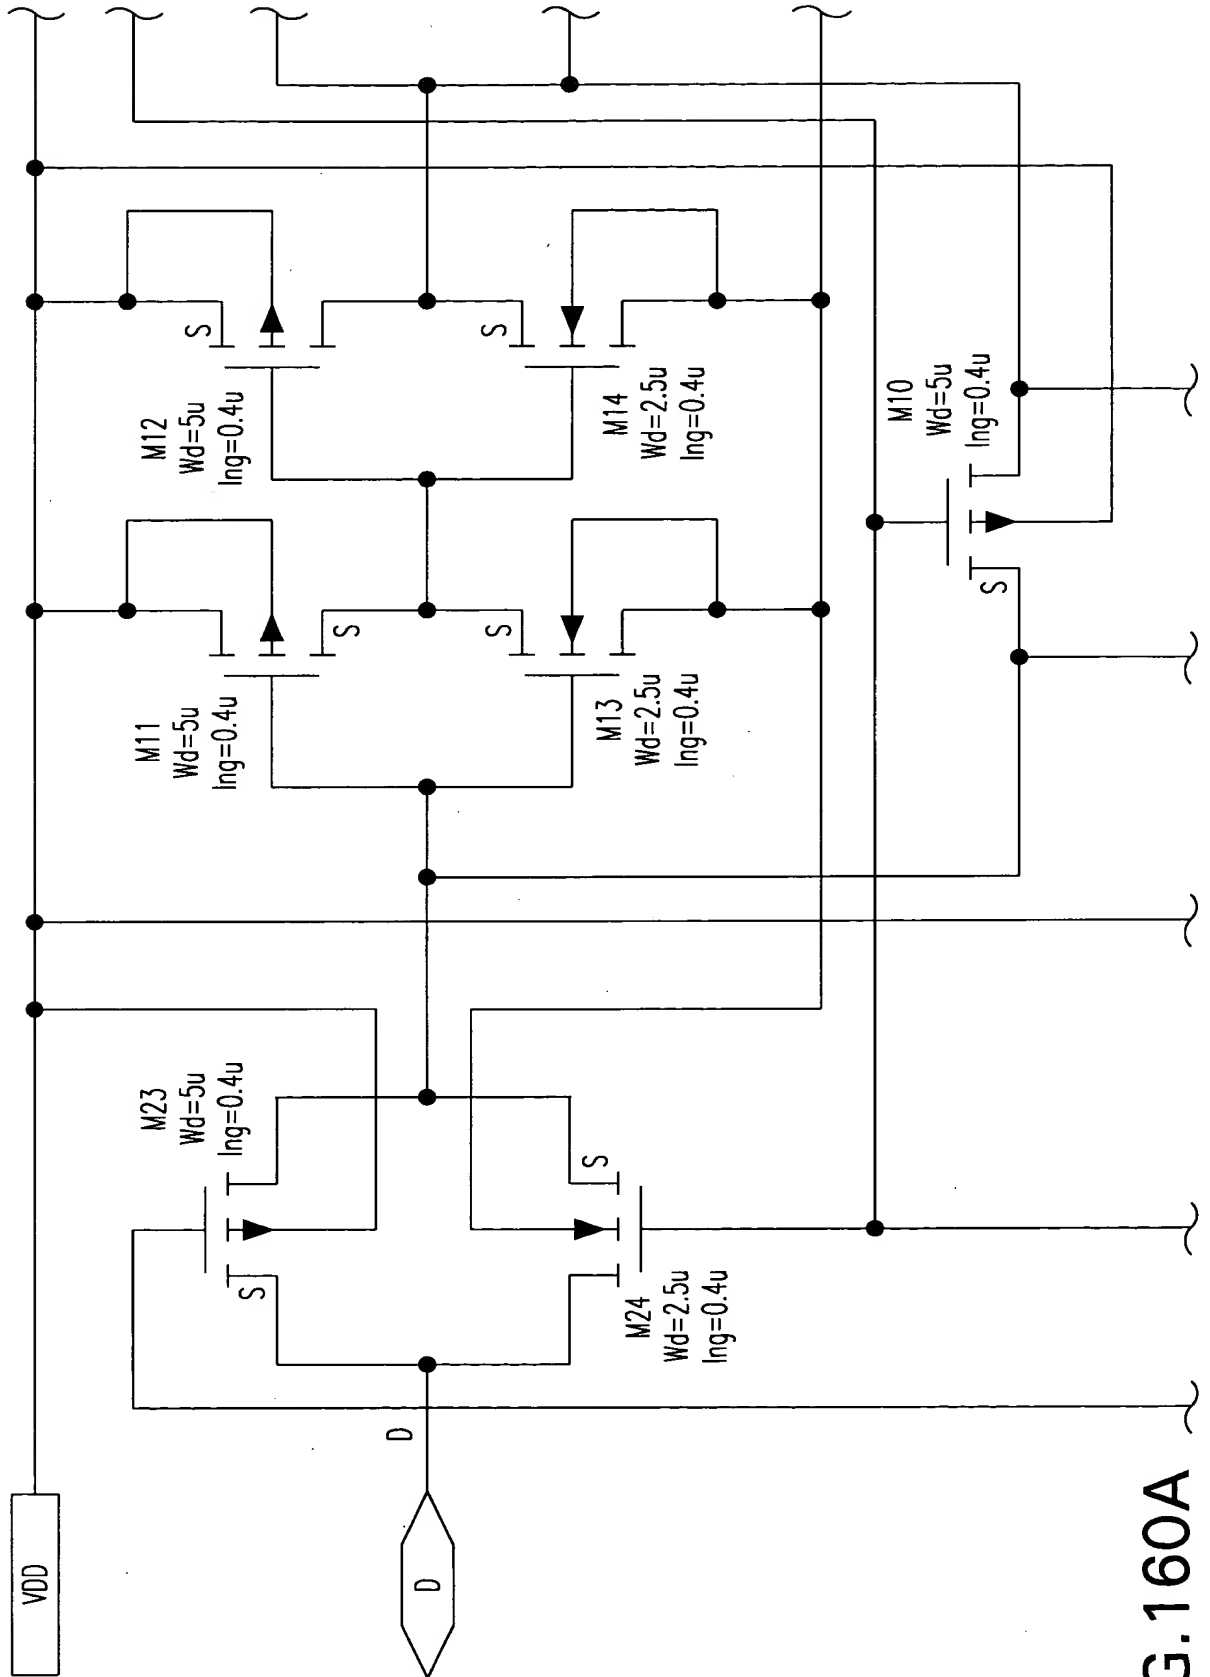 VDD
D
D
M23
Wd=5u
lng=0.4u
S
S
M24
Wd=2.5u
lng=0.4u
M11
Wd=5u
lng=0.4u
S
S
M13
Wd=2.5u
lng=0.4u
M12
Wd=5u
lng=0.4u
S
S
M14
Wd=2.5u
lng=0.4u
M10
Wd=5u
lng=0.4u
S
G.160A